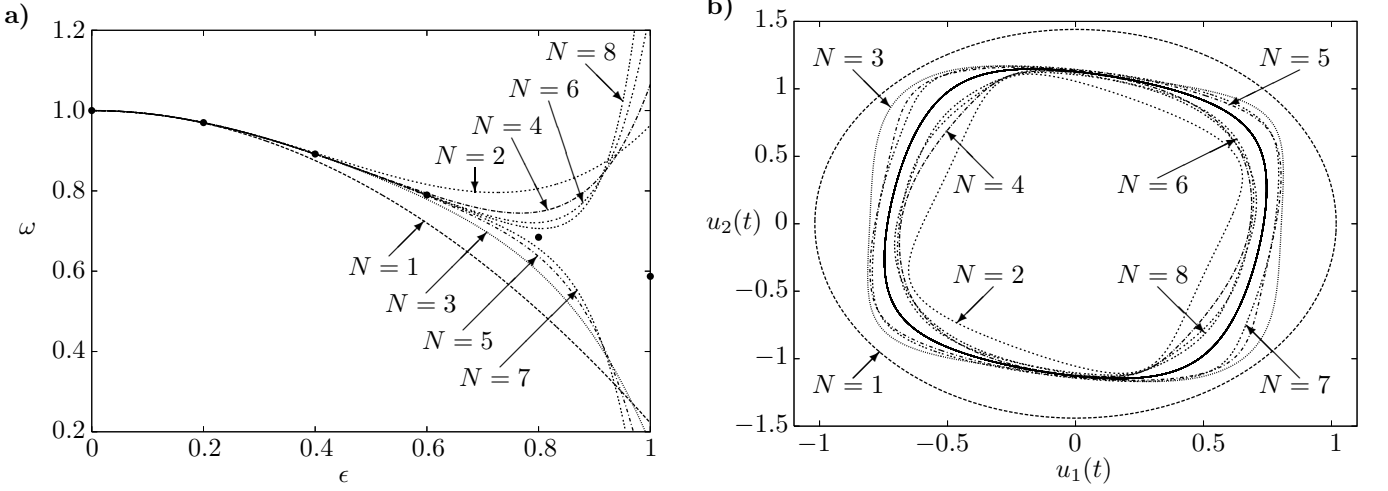 a)
1.2
1.0
0.8
0.6
0.4
0.2
ω
0
0.2
0.4
0.6
0.8
1
ϵ
N = 8
N = 6
N = 4
N = 2
N = 1
N = 3
N = 5
N = 7
b)
1.5
1
0.5
0
−0.5
−1
−1.5
u₂(t)
−1
−0.5
0
0.5
1
u₁(t)
N = 3
N = 5
N = 4
N = 6
N = 2
N = 8
N = 1
N = 7